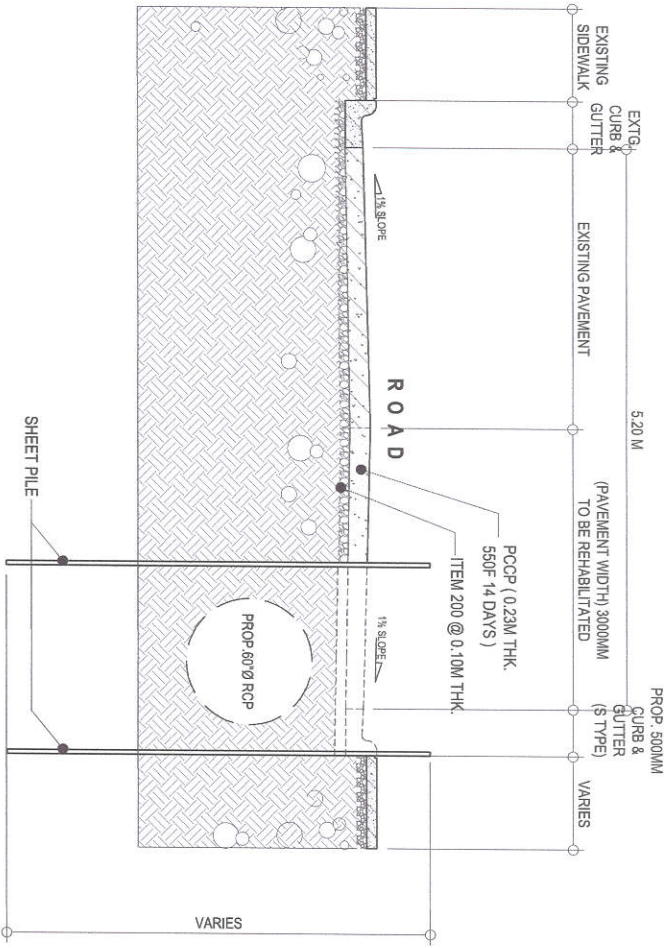 5.20 M
PROP. 500MM
EXISTING
SIDEWALK
EXTG.
CURB &
GUTTER
EXISTING PAVEMENT
(PAVEMENT WIDTH) 3000MM
TO BE REHABILITATED
CURB &
GUTTER
(S TYPE)
VARIES
PCCP ( 0.23M THK.
550F 14 DAYS )
ITEM 200 @ 0.10M THK.
ROAD
1% SLOPE
1% SLOPE
PROP.60"Ø RCP
SHEET PILE
VARIES